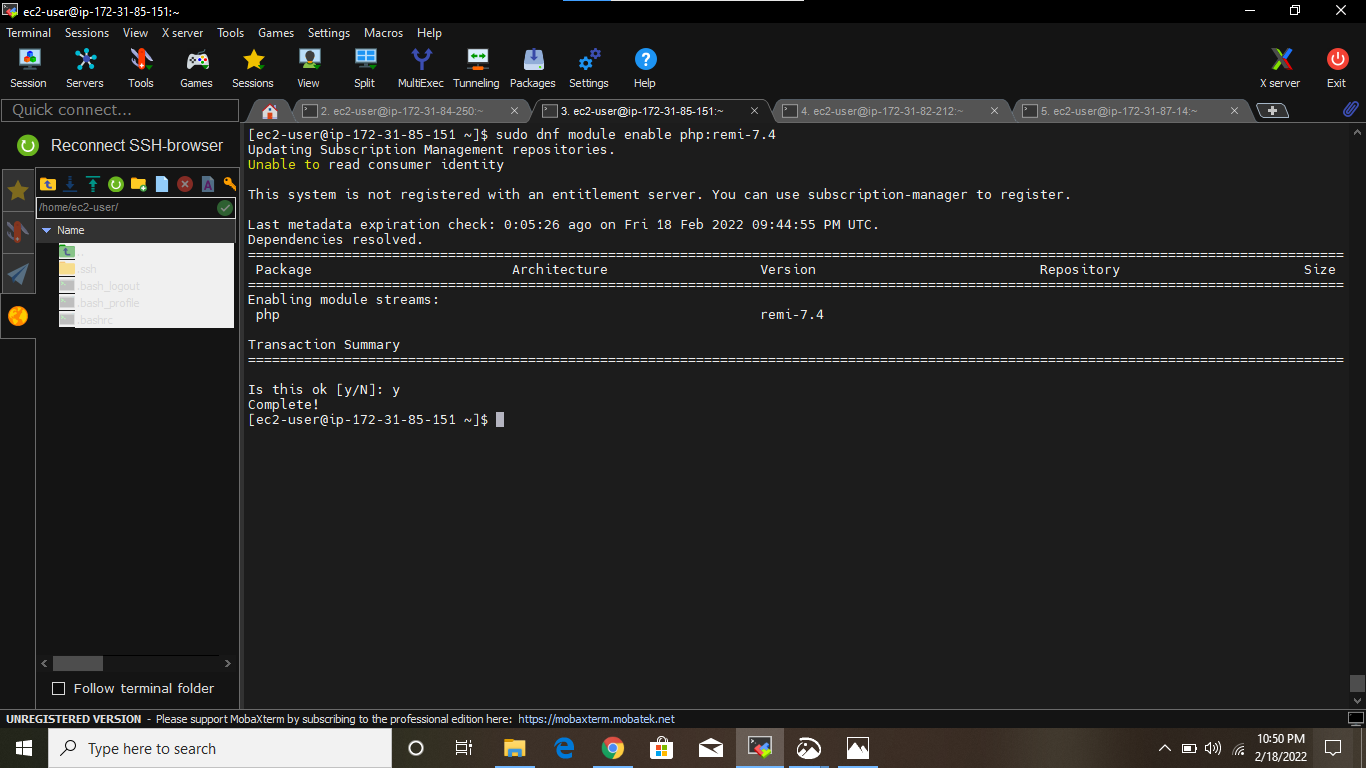 ec2-user@ip-172-31-85-151:~
Terminal Sessions View X server Tools Games Settings Macros Help
Session Servers Tools Games Sessions View Split MultiExec Tunneling Packages Settings Help X server Exit
Quick connect...
2. ec2-user@ip-172-31-84-250:~
3. ec2-user@ip-172-31-85-151:~
4. ec2-user@ip-172-31-82-212:~
5. ec2-user@ip-172-31-87-14:~
Reconnect SSH-browser
/home/ec2-user/
Name
..
.ssh
.bash_logout
.bash_profile
.bashrc
Follow terminal folder
[ec2-user@ip-172-31-85-151 ~]$ sudo dnf module enable php:remi-7.4
Updating Subscription Management repositories.
Unable to read consumer identity
This system is not registered with an entitlement server. You can use subscription-manager to register.
Last metadata expiration check: 0:05:26 ago on Fri 18 Feb 2022 09:44:55 PM UTC.
Dependencies resolved.
Package Architecture Version Repository Size
Enabling module streams:
php remi-7.4
Transaction Summary
Is this ok [y/N]: y
Complete!
[ec2-user@ip-172-31-85-151 ~]$
UNREGISTERED VERSION - Please support MobaXterm by subscribing to the professional edition here: https://mobaxterm.mobatek.net
Type here to search
10:50 PM
2/18/2022